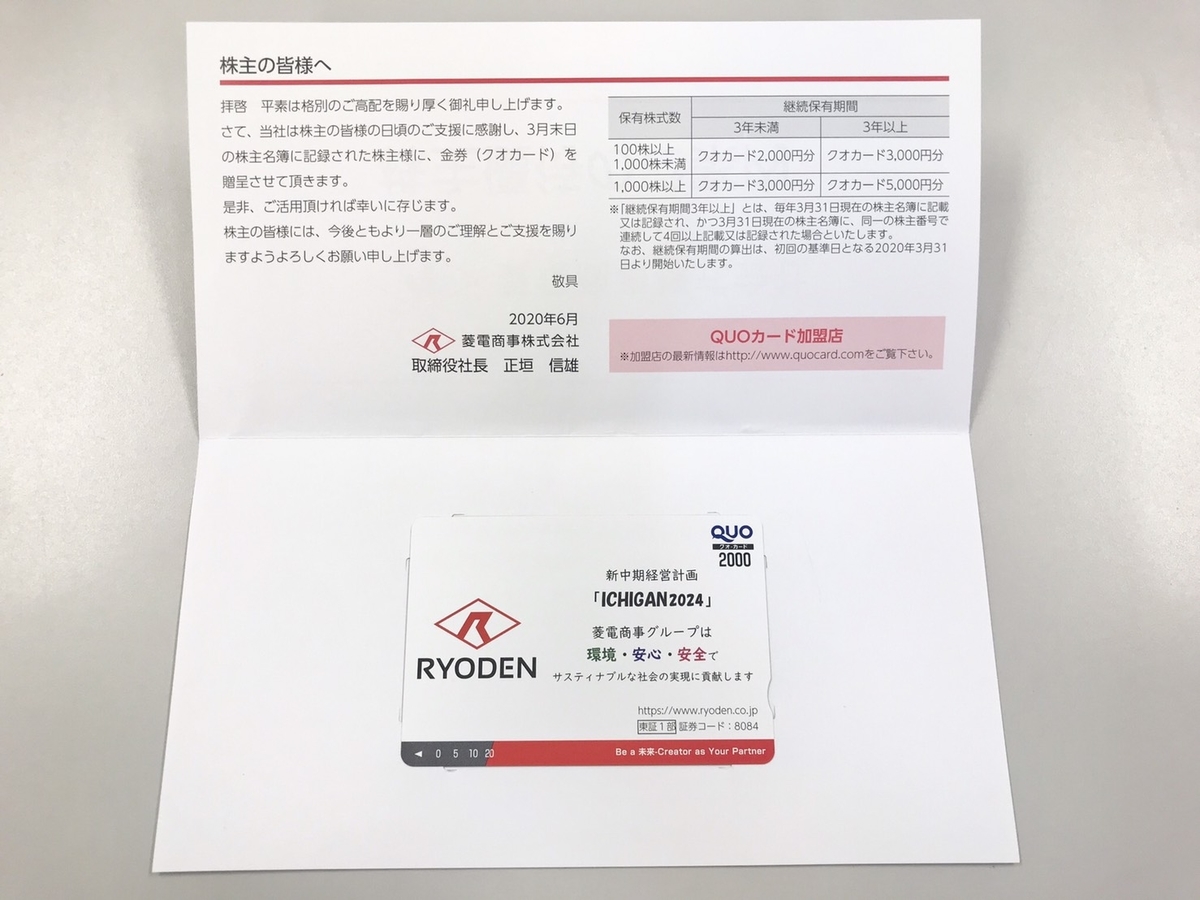 株主の皆様へ
拝啓　平素は格別のご高配を賜り厚く御礼申し上げます。
さて、当社は株主の皆様の日頃のご支援に感謝し、3月末日
の株主名簿に記録された株主様に、金券（クオカード）を
贈呈させて頂きます。
是非、ご活用頂ければ幸いに存じます。
株主の皆様には、今後ともより一層のご理解とご支援を賜り
ますようよろしくお願い申し上げます。
敬具
2020年6月
菱電商事株式会社
取締役社長　正垣　信雄
保有株式数 継続保有期間
3年未満 3年以上
100株以上
1,000株未満 クオカード2,000円分 クオカード3,000円分
1,000株以上 クオカード3,000円分 クオカード5,000円分
※「継続保有期間3年以上」とは、毎年3月31日現在の株主名簿に記載
又は記録され、かつ3月31日現在の株主名簿に、同一の株主番号で
連続して4回以上記載又は記録された場合といたします。
なお、継続保有期間の算出は、初回の基準日となる2020年3月31
日より開始いたします。
QUOカード加盟店
※加盟店の最新情報はhttp://www.quocard.comをご覧下さい。
QUO
クオ・カード
2000
新中期経営計画
「ICHIGAN2024」
菱電商事グループは
環境・安心・安全で
サスティナブルな社会の実現に貢献します
RYODEN
https://www.ryoden.co.jp
東証1部 証券コード：8084
◀ 0 5 10 20
Be a 未来-Creator as Your Partner